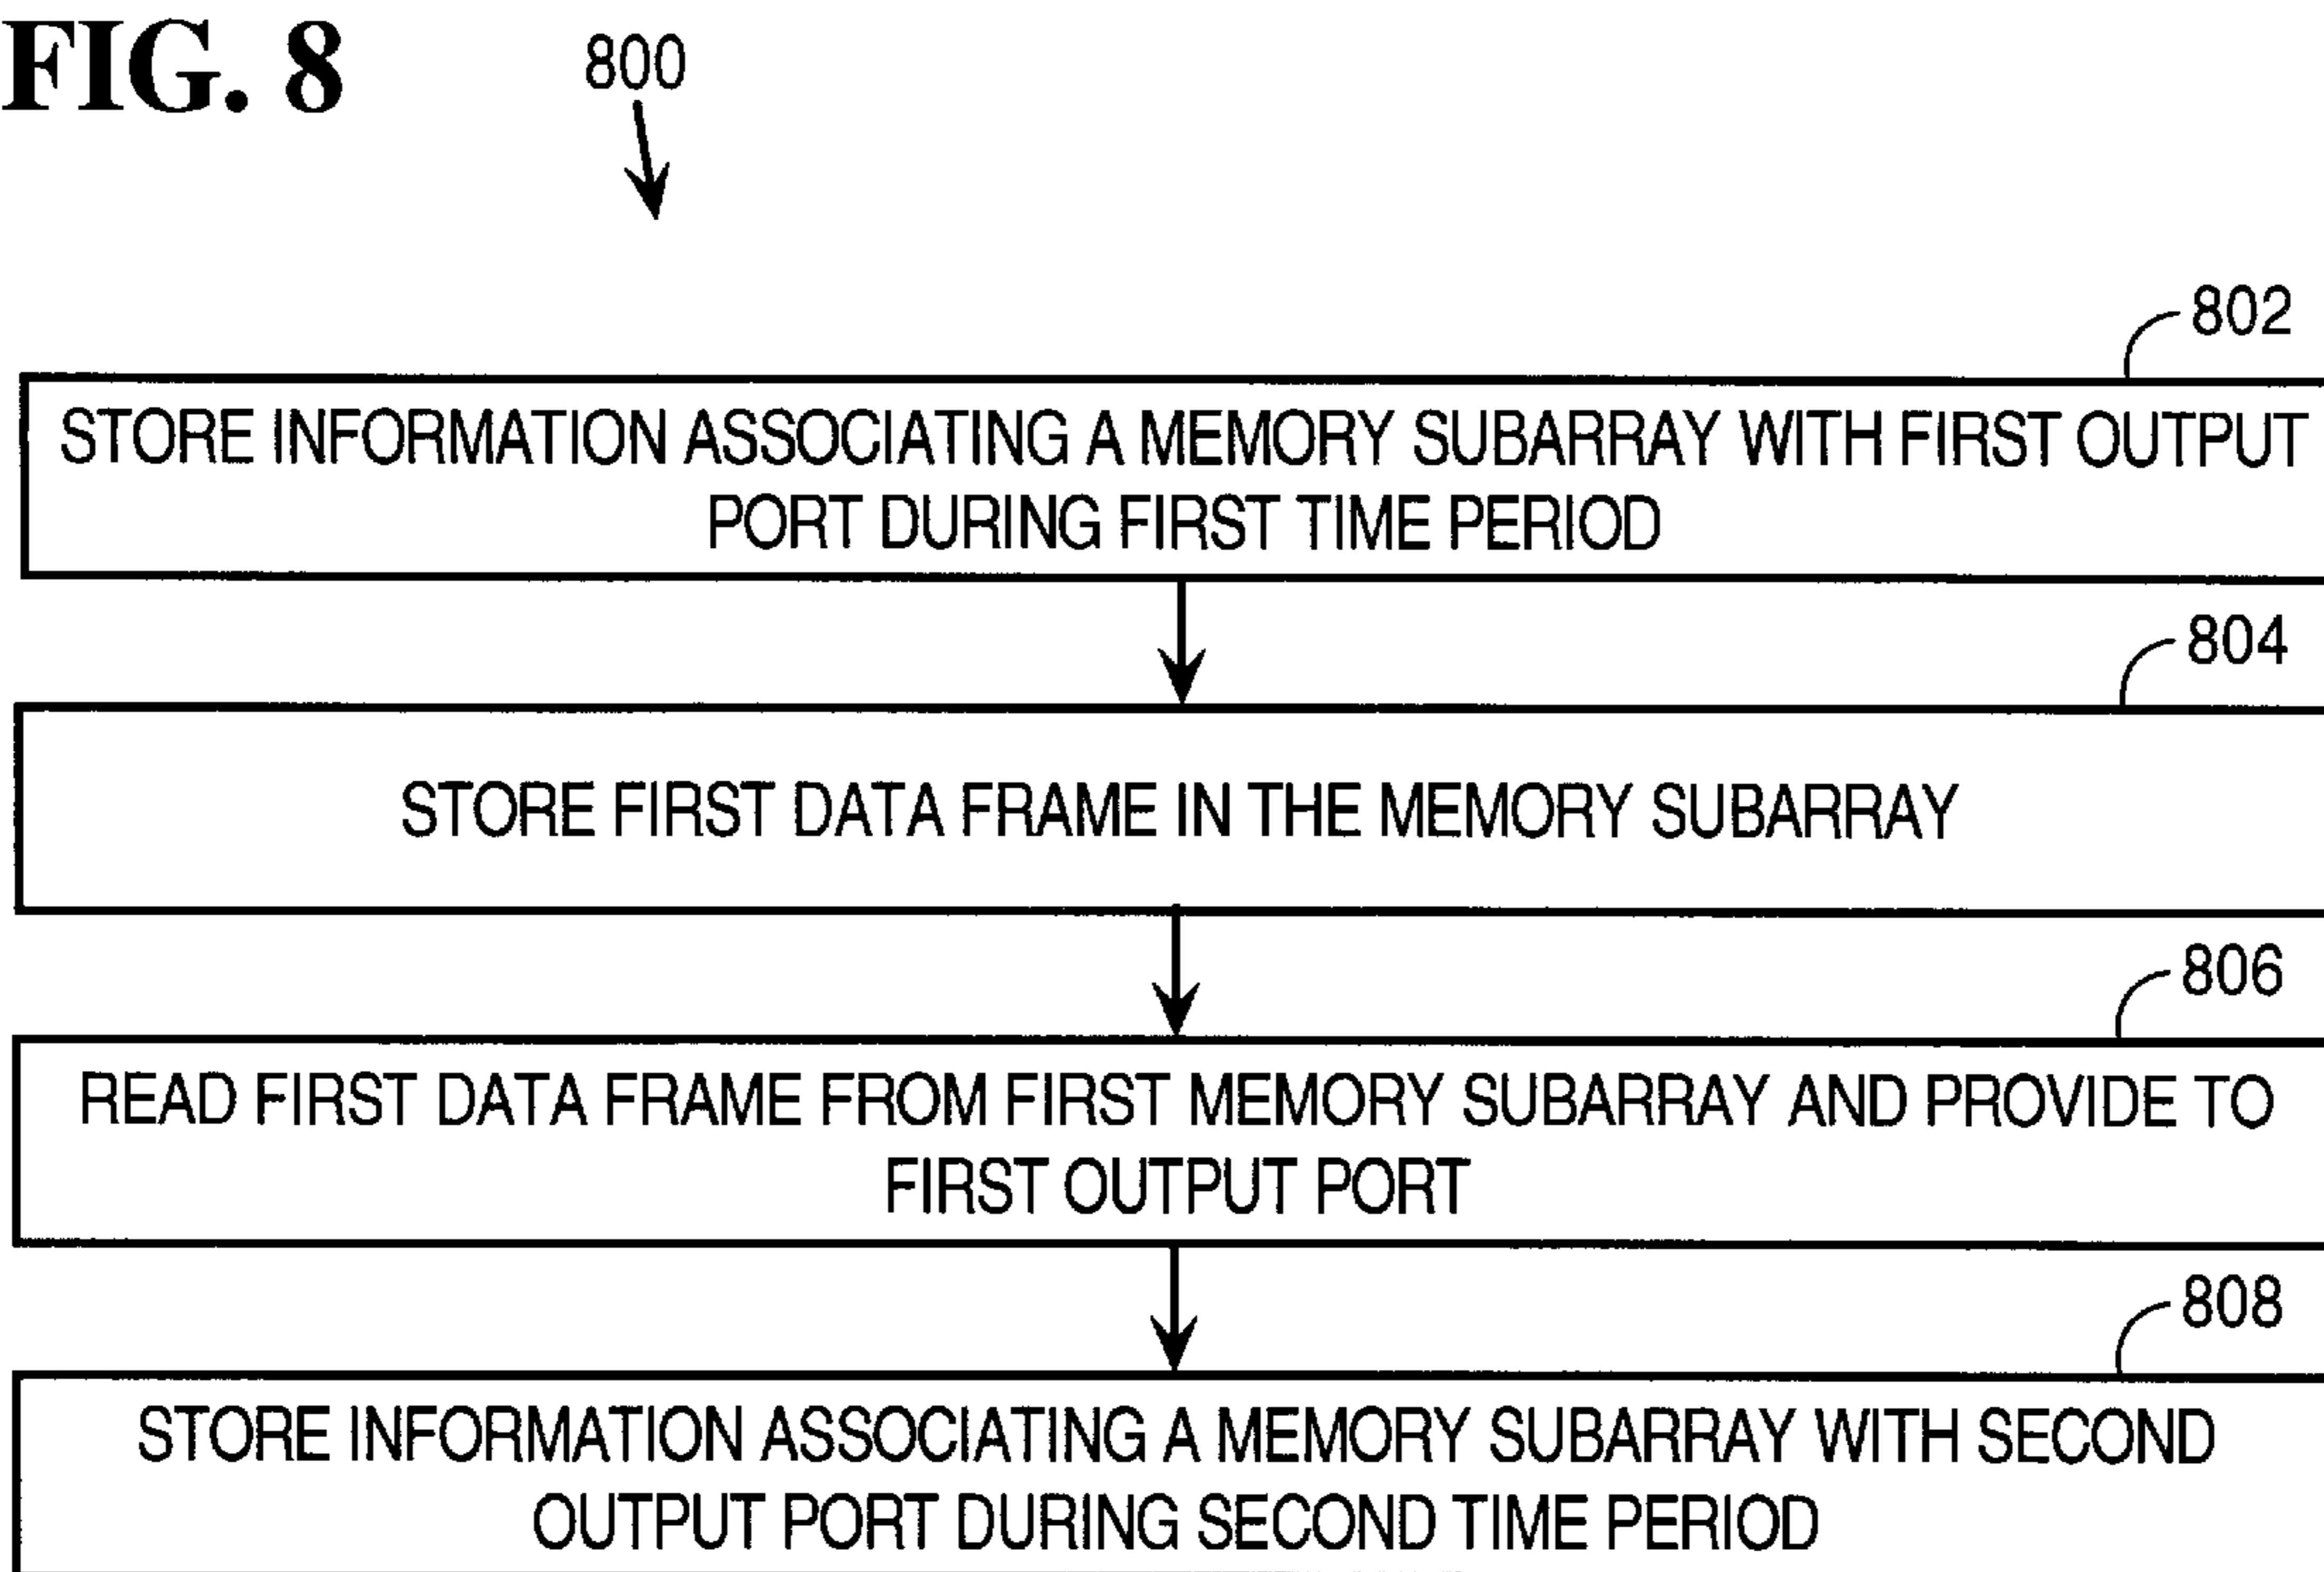 FIG. 8
800
802
STORE INFORMATION ASSOCIATING A MEMORY SUBARRAY WITH FIRST OUTPUT
PORT DURING FIRST TIME PERIOD
804
STORE FIRST DATA FRAME IN THE MEMORY SUBARRAY
806
READ FIRST DATA FRAME FROM FIRST MEMORY SUBARRAY AND PROVIDE TO
FIRST OUTPUT PORT
808
STORE INFORMATION ASSOCIATING A MEMORY SUBARRAY WITH SECOND
OUTPUT PORT DURING SECOND TIME PERIOD